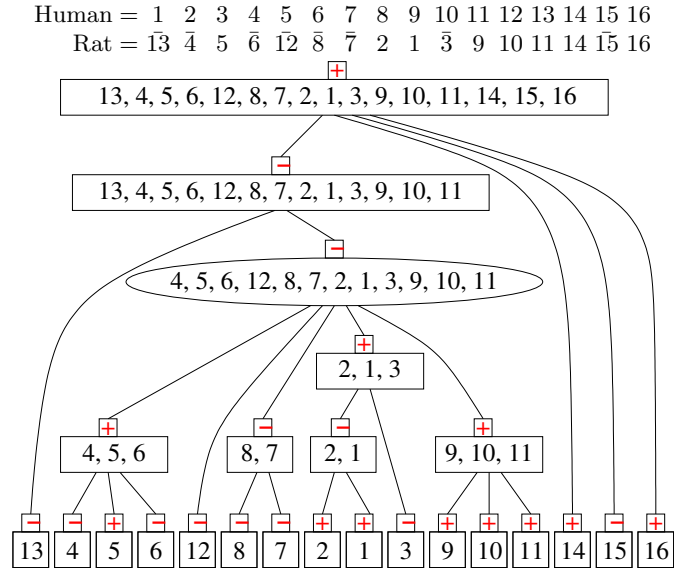 Human = 1 2 3 4 5 6 7 8 9 10 11 12 13 14 15 16
Rat = 1̄3̄ 4̄ 5 6̄ 1̄2̄ 8̄ 7̄ 2 1 3̄ 9 10 11 14 1̄5̄ 16
+
13, 4, 5, 6, 12, 8, 7, 2, 1, 3, 9, 10, 11, 14, 15, 16
−
13, 4, 5, 6, 12, 8, 7, 2, 1, 3, 9, 10, 11
−
4, 5, 6, 12, 8, 7, 2, 1, 3, 9, 10, 11
+
2, 1, 3
+ − − +
4, 5, 6 8, 7 2, 1 9, 10, 11
− − + − − − − + + − + + + + − +
13 4 5 6 12 8 7 2 1 3 9 10 11 14 15 16